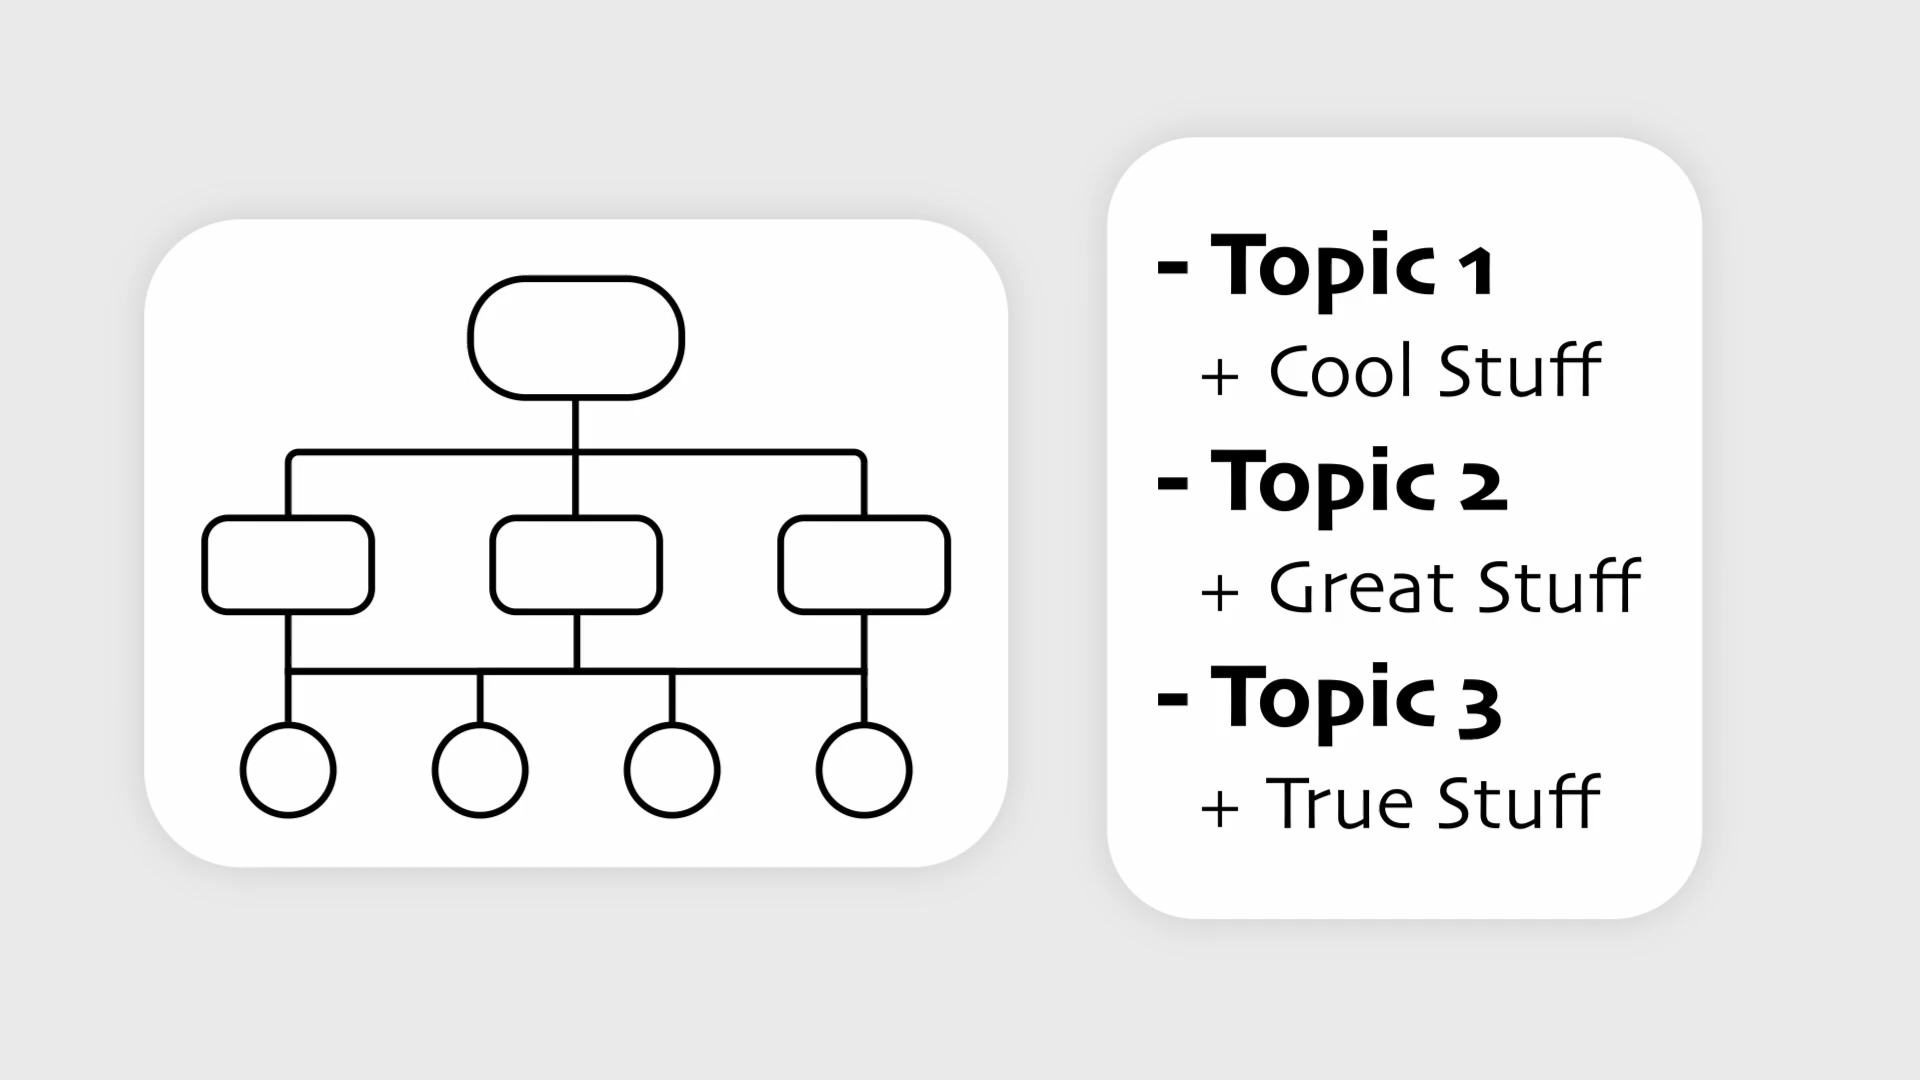 - Topic 1
+ Cool Stuff
- Topic 2
+ Great Stuff
- Topic 3
+ True Stuff